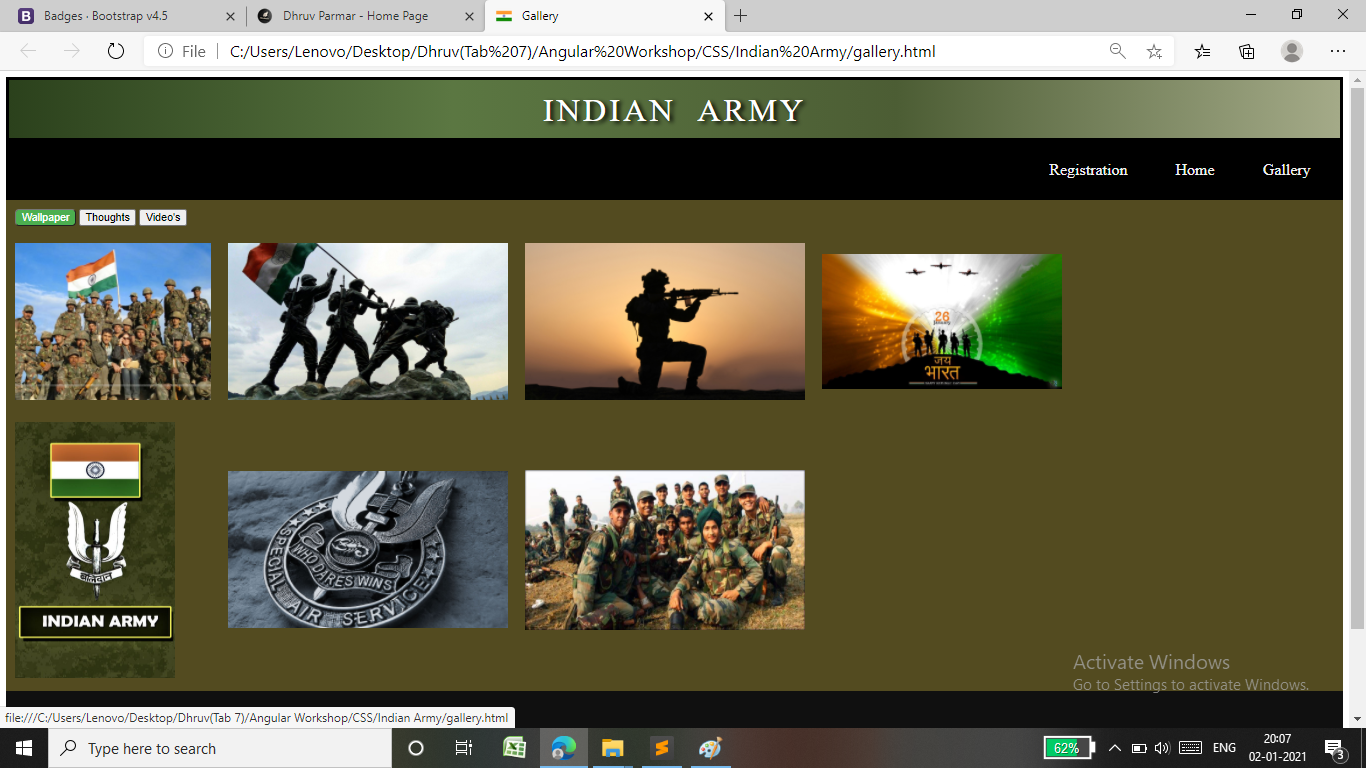 Badges · Bootstrap v4.5
Dhruv Parmar - Home Page
Gallery
File
C:/Users/Lenovo/Desktop/Dhruv(Tab%207)/Angular%20Workshop/CSS/Indian%20Army/gallery.html
INDIAN ARMY
Registration Home Gallery
Wallpaper Thoughts Video's
26
January
जय
भारत
बलिदान
INDIAN ARMY
SPECIAL AIR SERVICE
WHO DARES WINS
Activate Windows
Go to Settings to activate Windows.
file:///C:/Users/Lenovo/Desktop/Dhruv(Tab 7)/Angular Workshop/CSS/Indian Army/gallery.html
Type here to search
62%
ENG
20:07
02-01-2021
3